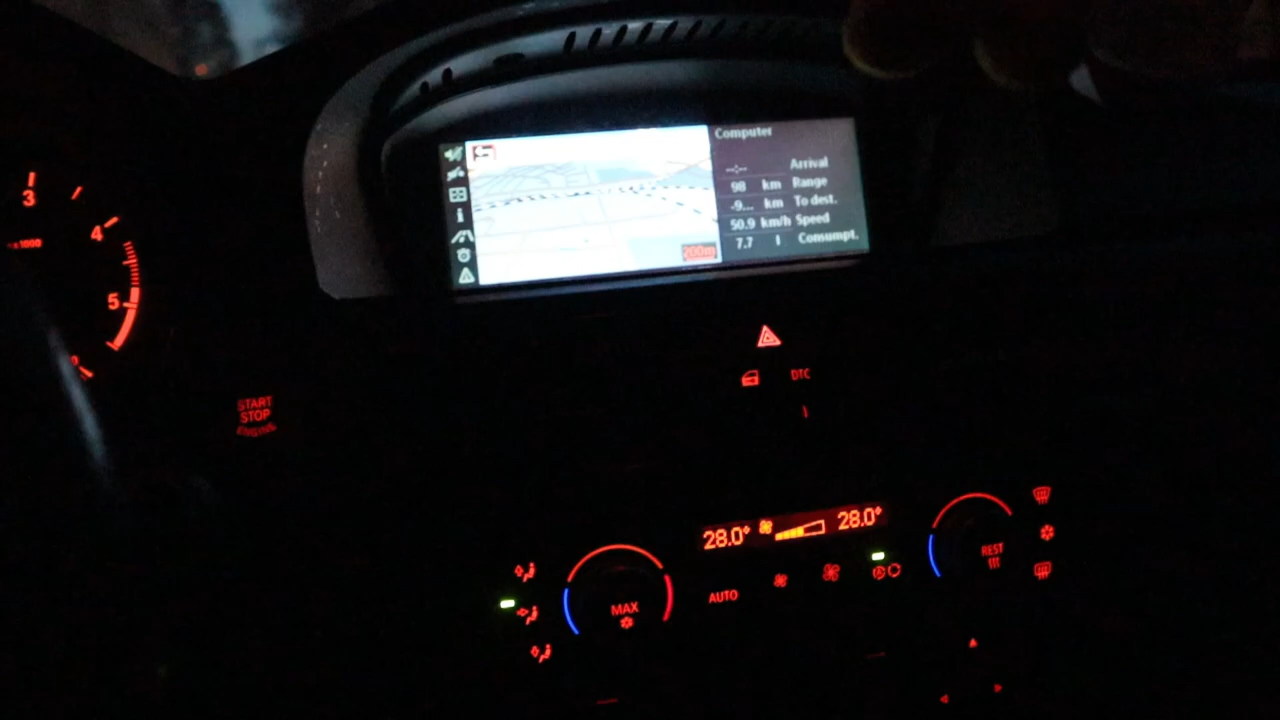 Computer
--:-- Arrival
98 km Range
-9... km To dest.
50.9 km/h Speed
7.7 l Consumpt.
200m
3
4
x1000
5
START
STOP
ENGINE
DTC
28.0° 28.0°
REST
AUTO
MAX